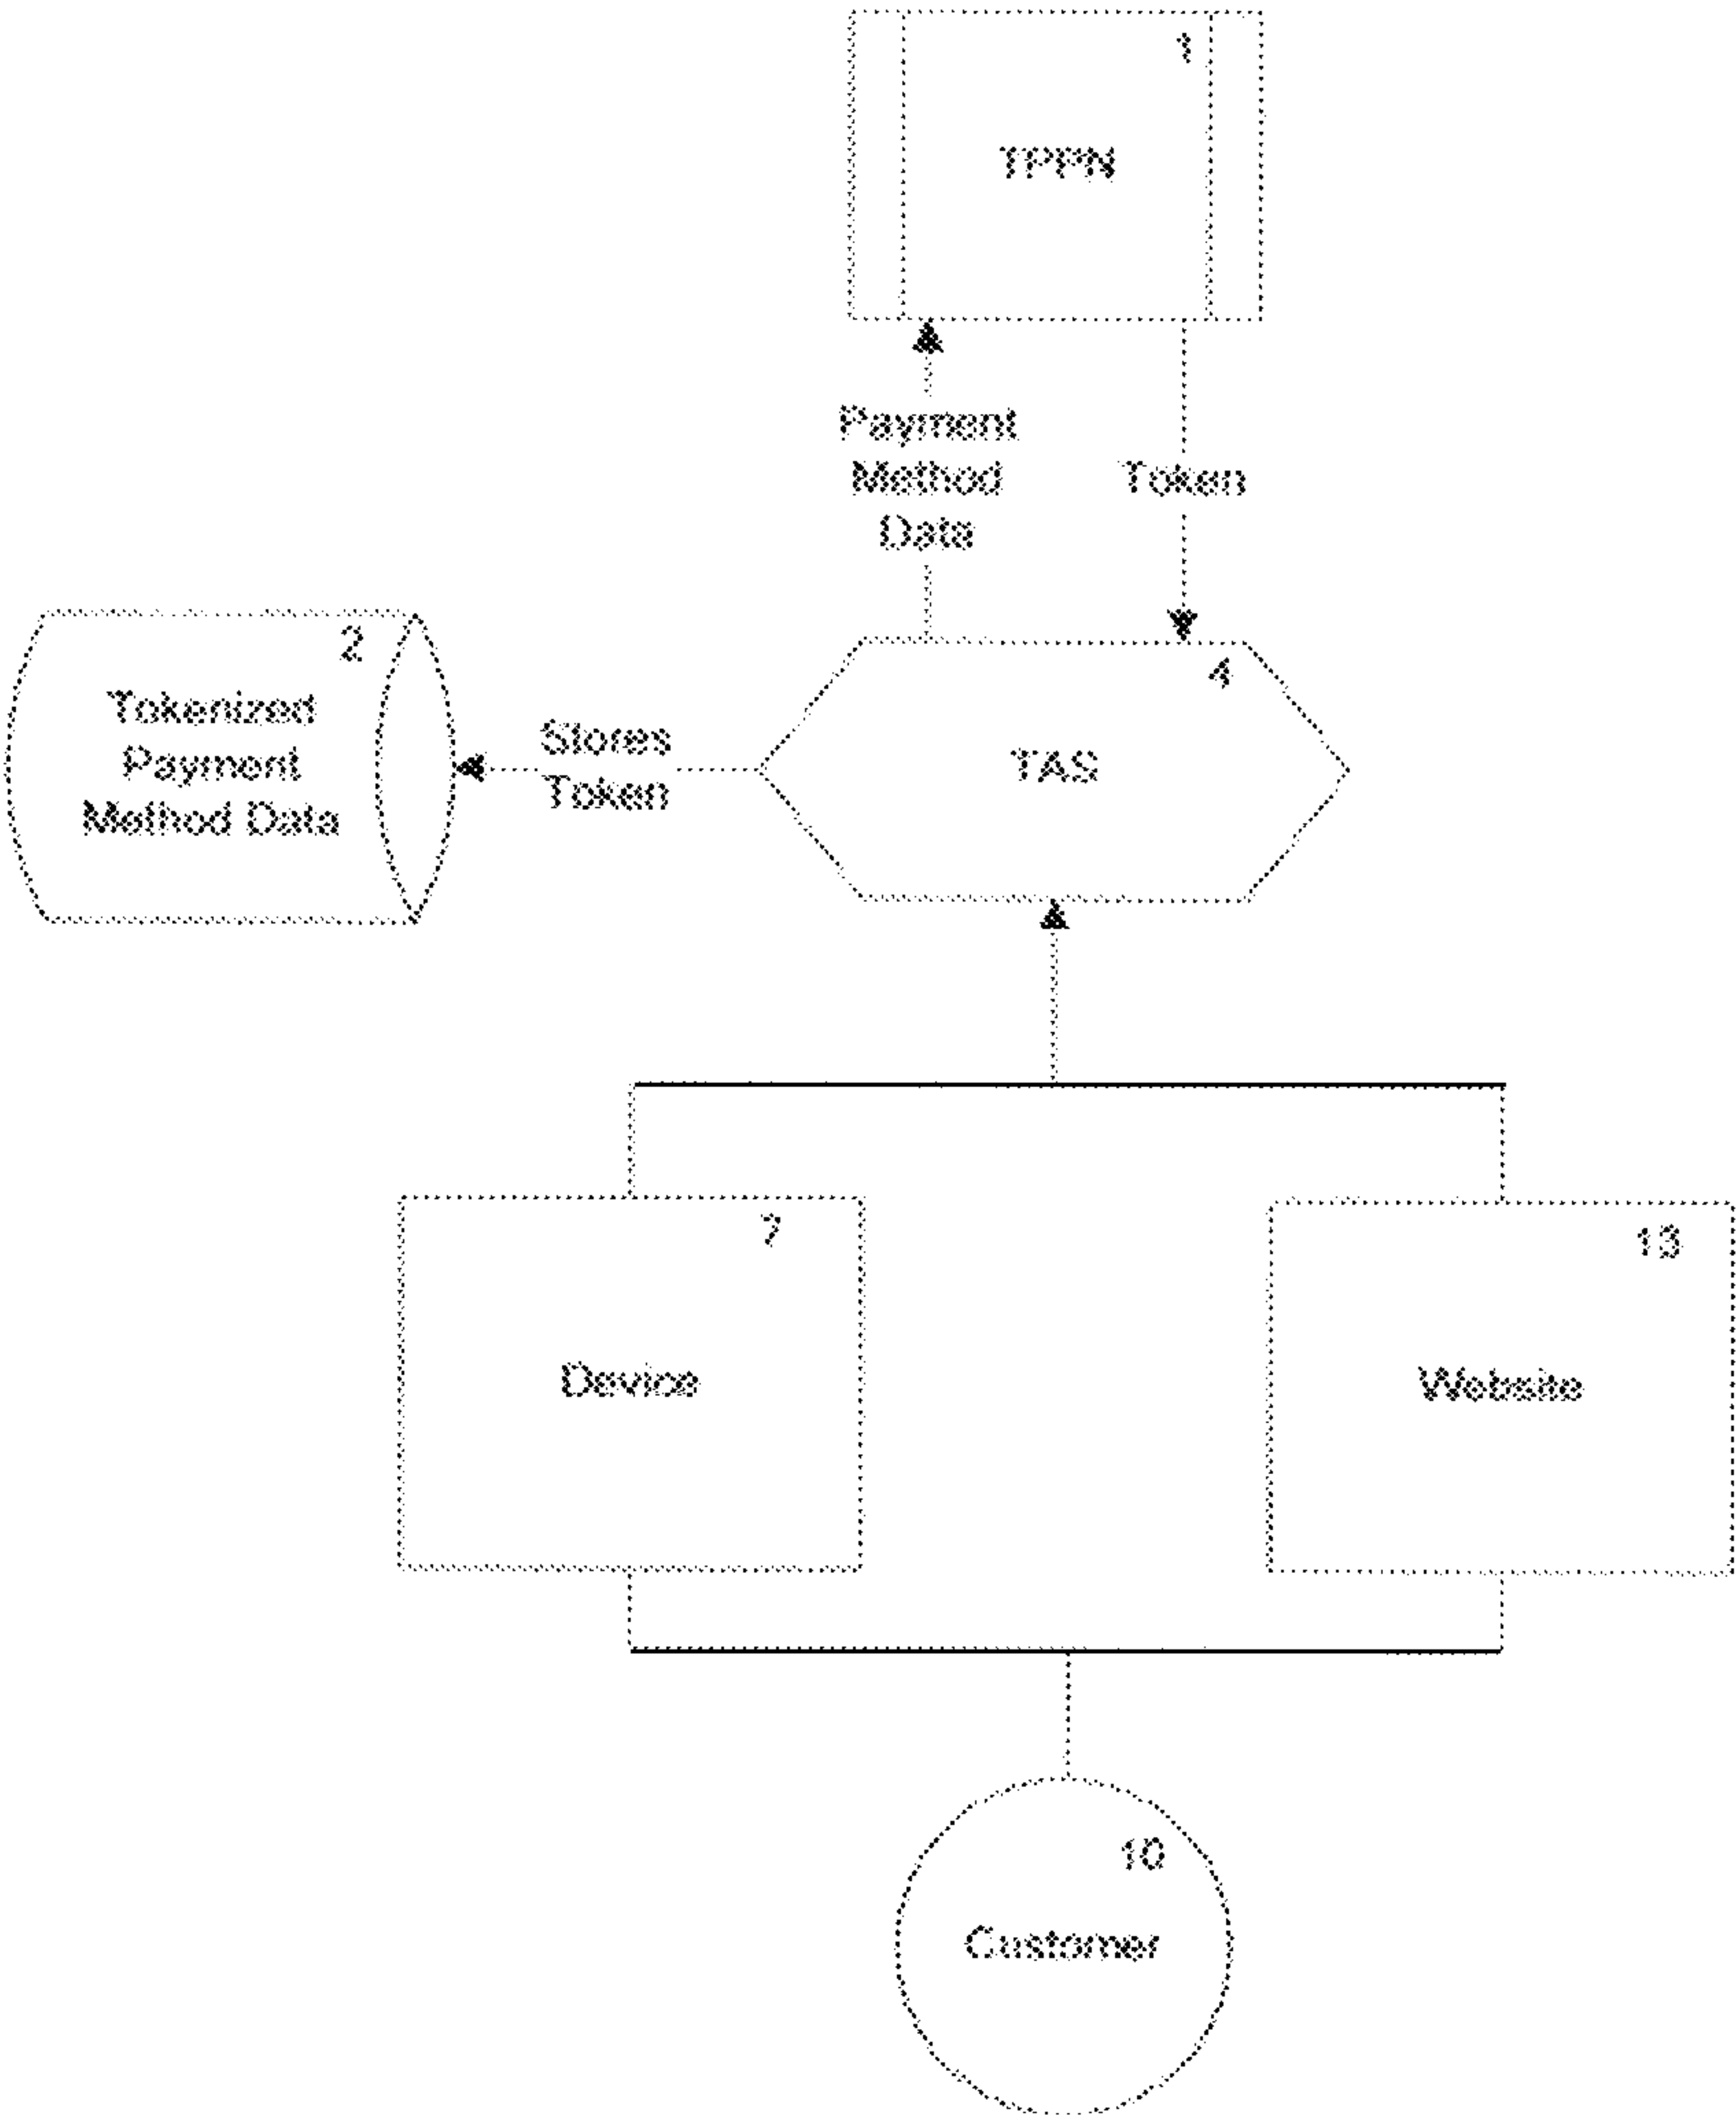 1
TPPN
Payment
Method
Data
Token
2
Tokenized
Payment
Method Data
Stores
Token
4
TAS
7
Device
13
Website
10
Customer